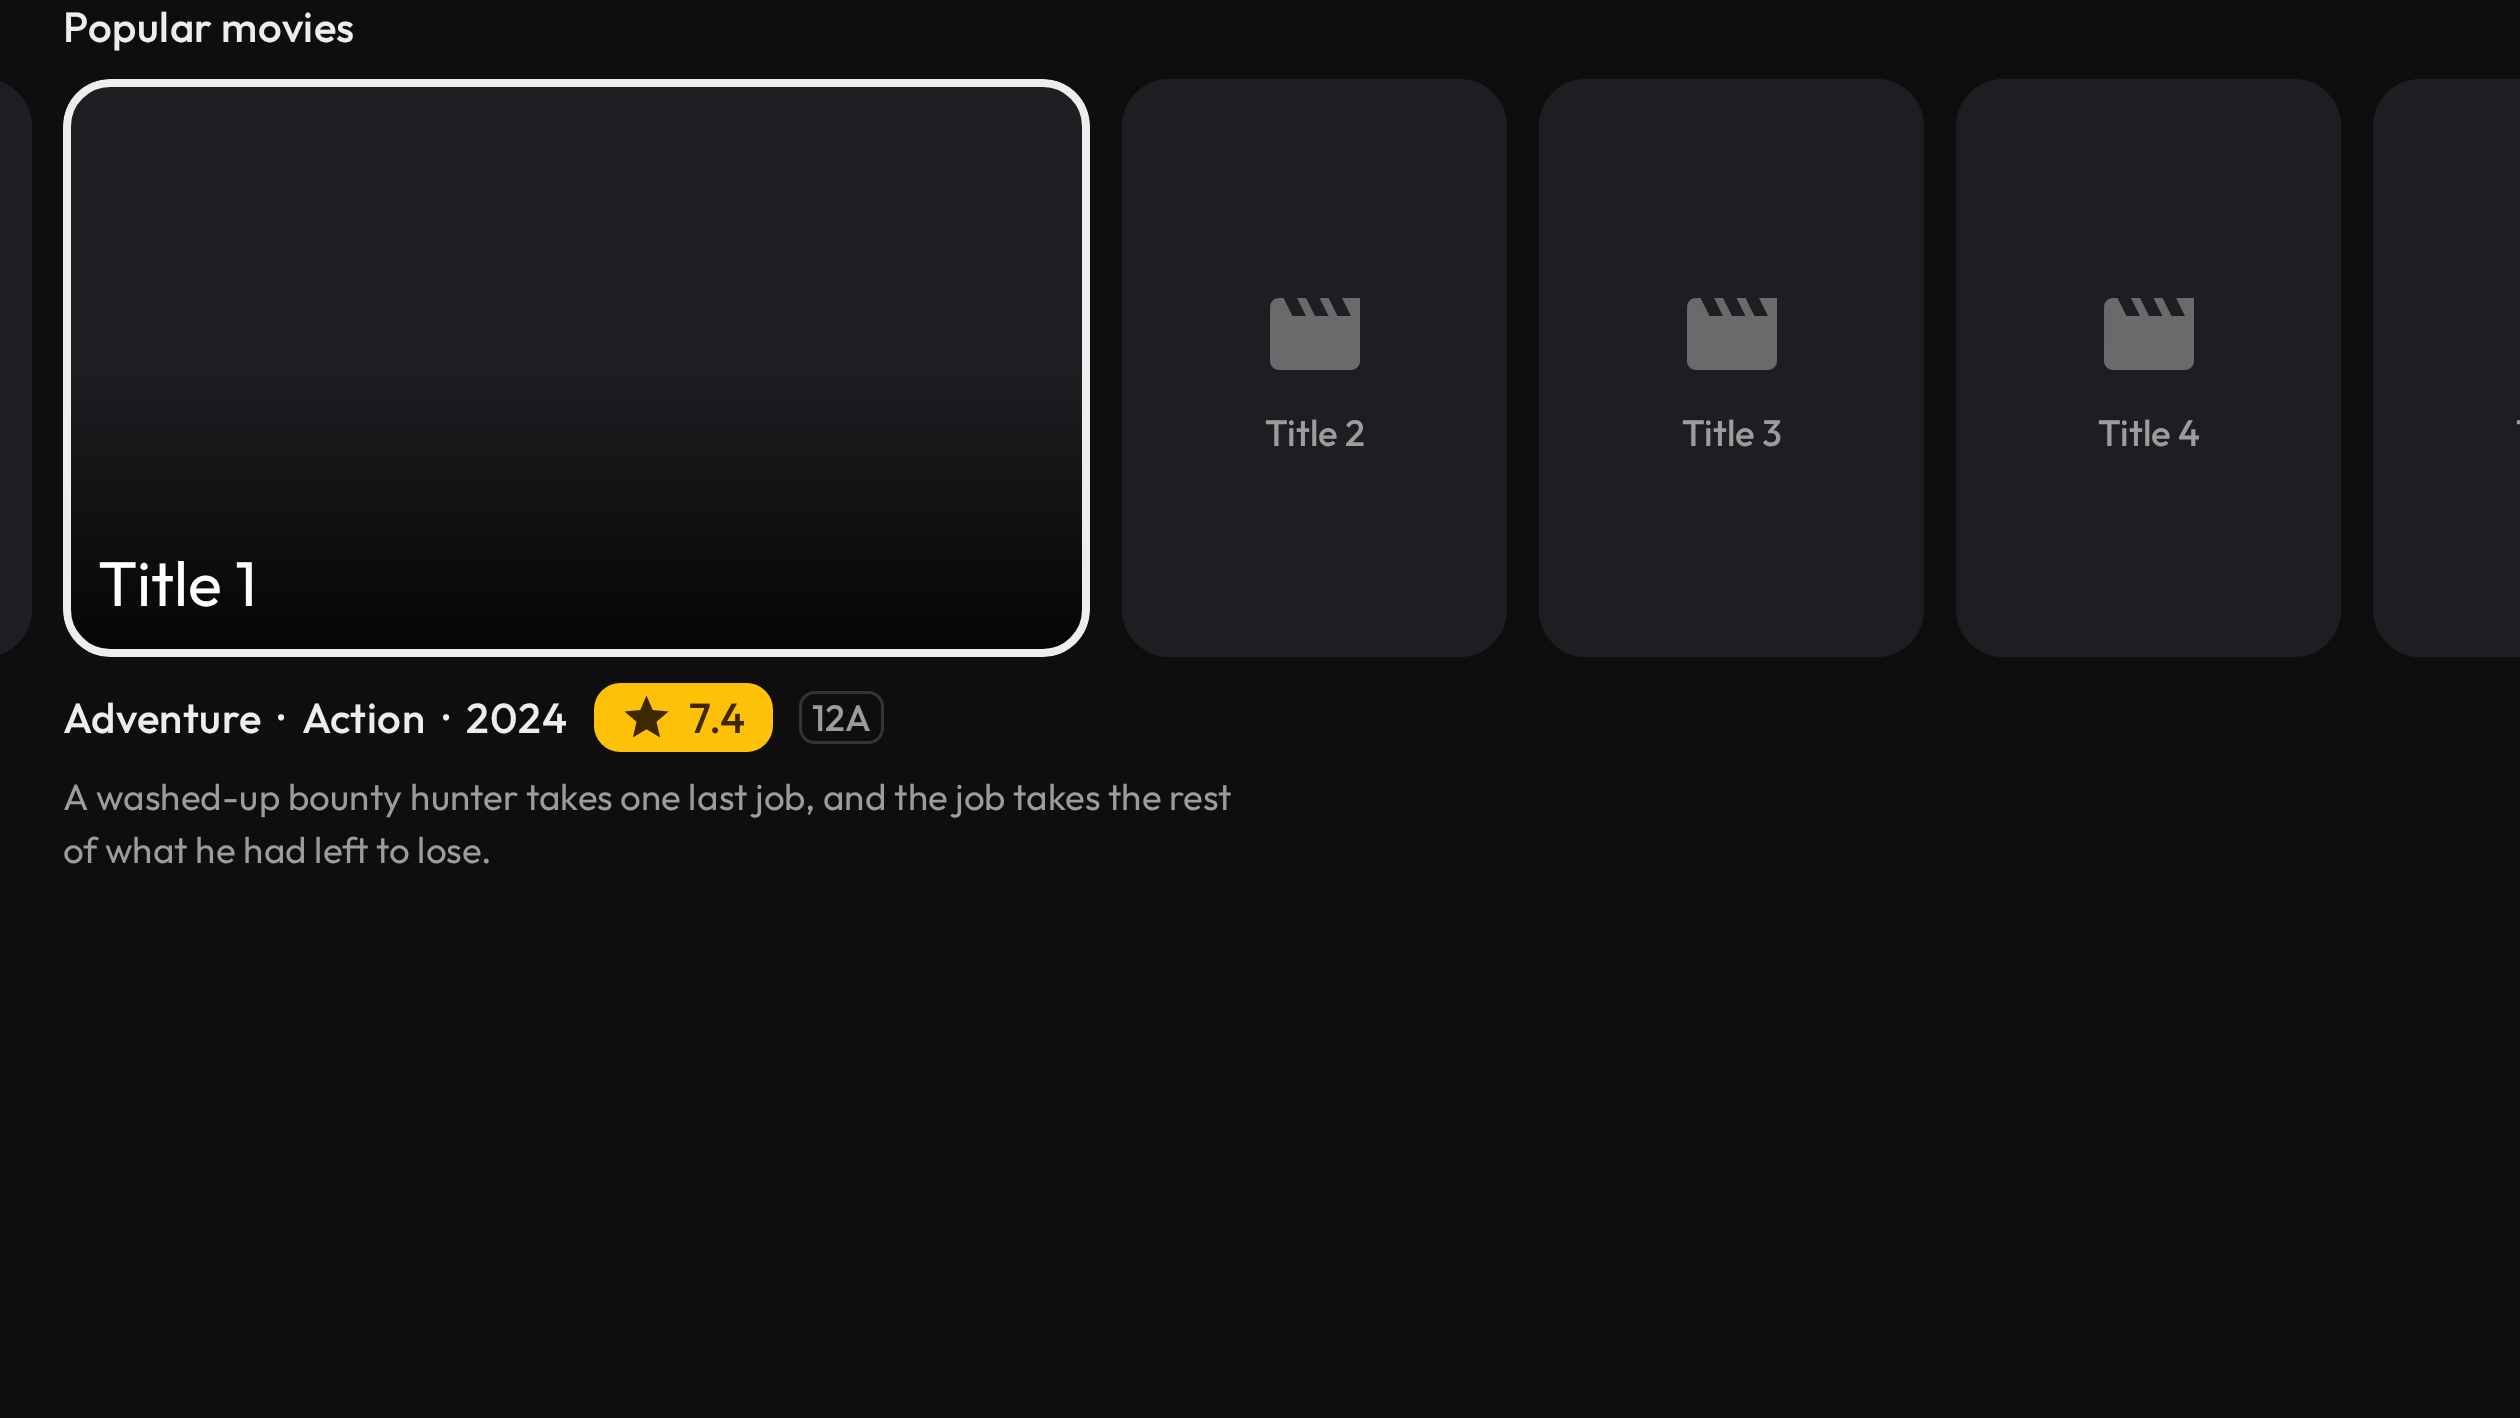 Popular movies
Title 1
Title 2
Title 3
Title 4
Adventure · Action · 2024 7.4 12A
A washed-up bounty hunter takes one last job, and the job takes the rest
of what he had left to lose.